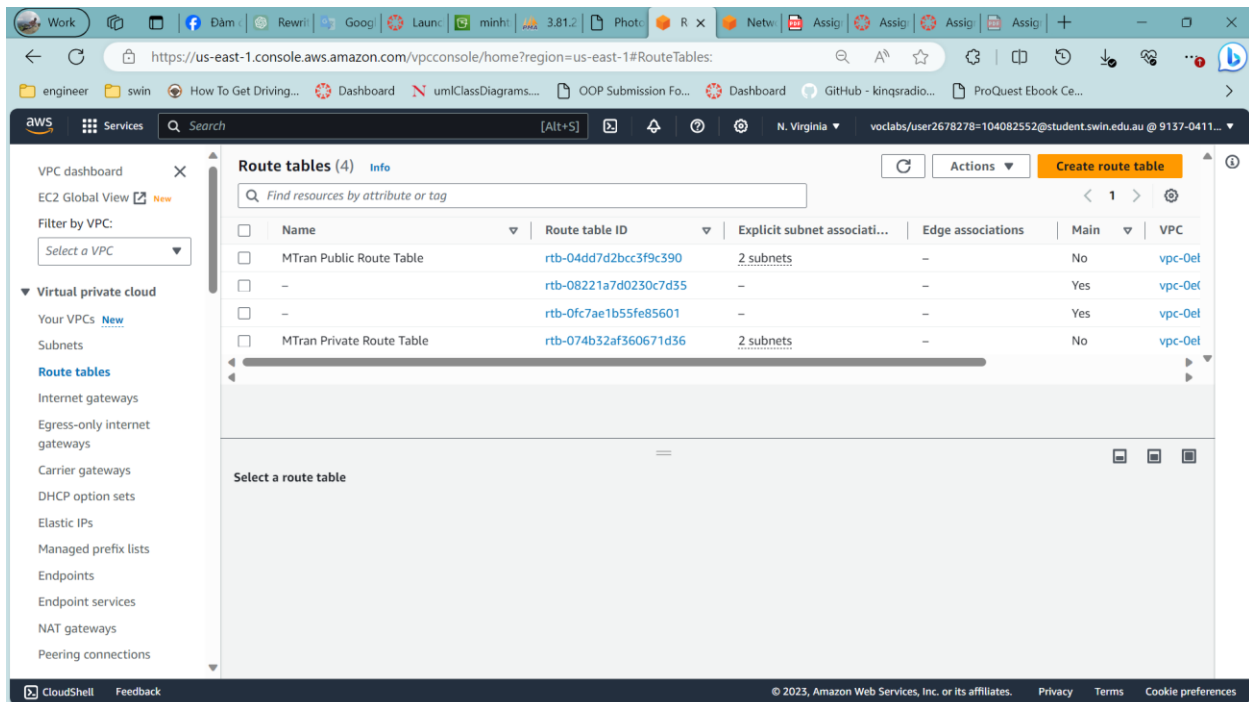 Work
Đàm c
Rewri
Googl
Launc
minht
3.81.2
Photo
R
Netwo
Assig
Assig
Assig
Assig
https://us-east-1.console.aws.amazon.com/vpcconsole/home?region=us-east-1#RouteTables:
engineer
swin
How To Get Driving...
Dashboard
umlClassDiagrams....
OOP Submission Fo...
Dashboard
GitHub - kinqsradio...
ProQuest Ebook Ce...
aws
Services
Search
[Alt+S]
N. Virginia
voclabs/user2678278=104082552@student.swin.edu.au @ 9137-0411...
VPC dashboard
EC2 Global View New
Filter by VPC:
Select a VPC
Virtual private cloud
Your VPCs New
Subnets
Route tables
Internet gateways
Egress-only internet
gateways
Carrier gateways
DHCP option sets
Elastic IPs
Managed prefix lists
Endpoints
Endpoint services
NAT gateways
Peering connections
Route tables (4) Info
Actions
Create route table
Find resources by attribute or tag
1
Name Route table ID Explicit subnet associati... Edge associations Main VPC
MTran Public Route Table rtb-04dd7d2bcc3f9c390 2 subnets – No vpc-0eb
– rtb-08221a7d0230c7d35 – – Yes vpc-0e0
– rtb-0fc7ae1b55fe85601 – – Yes vpc-0eb
MTran Private Route Table rtb-074b32af360671d36 2 subnets – No vpc-0eb
Select a route table
CloudShell
Feedback
© 2023, Amazon Web Services, Inc. or its affiliates.
Privacy
Terms
Cookie preferences